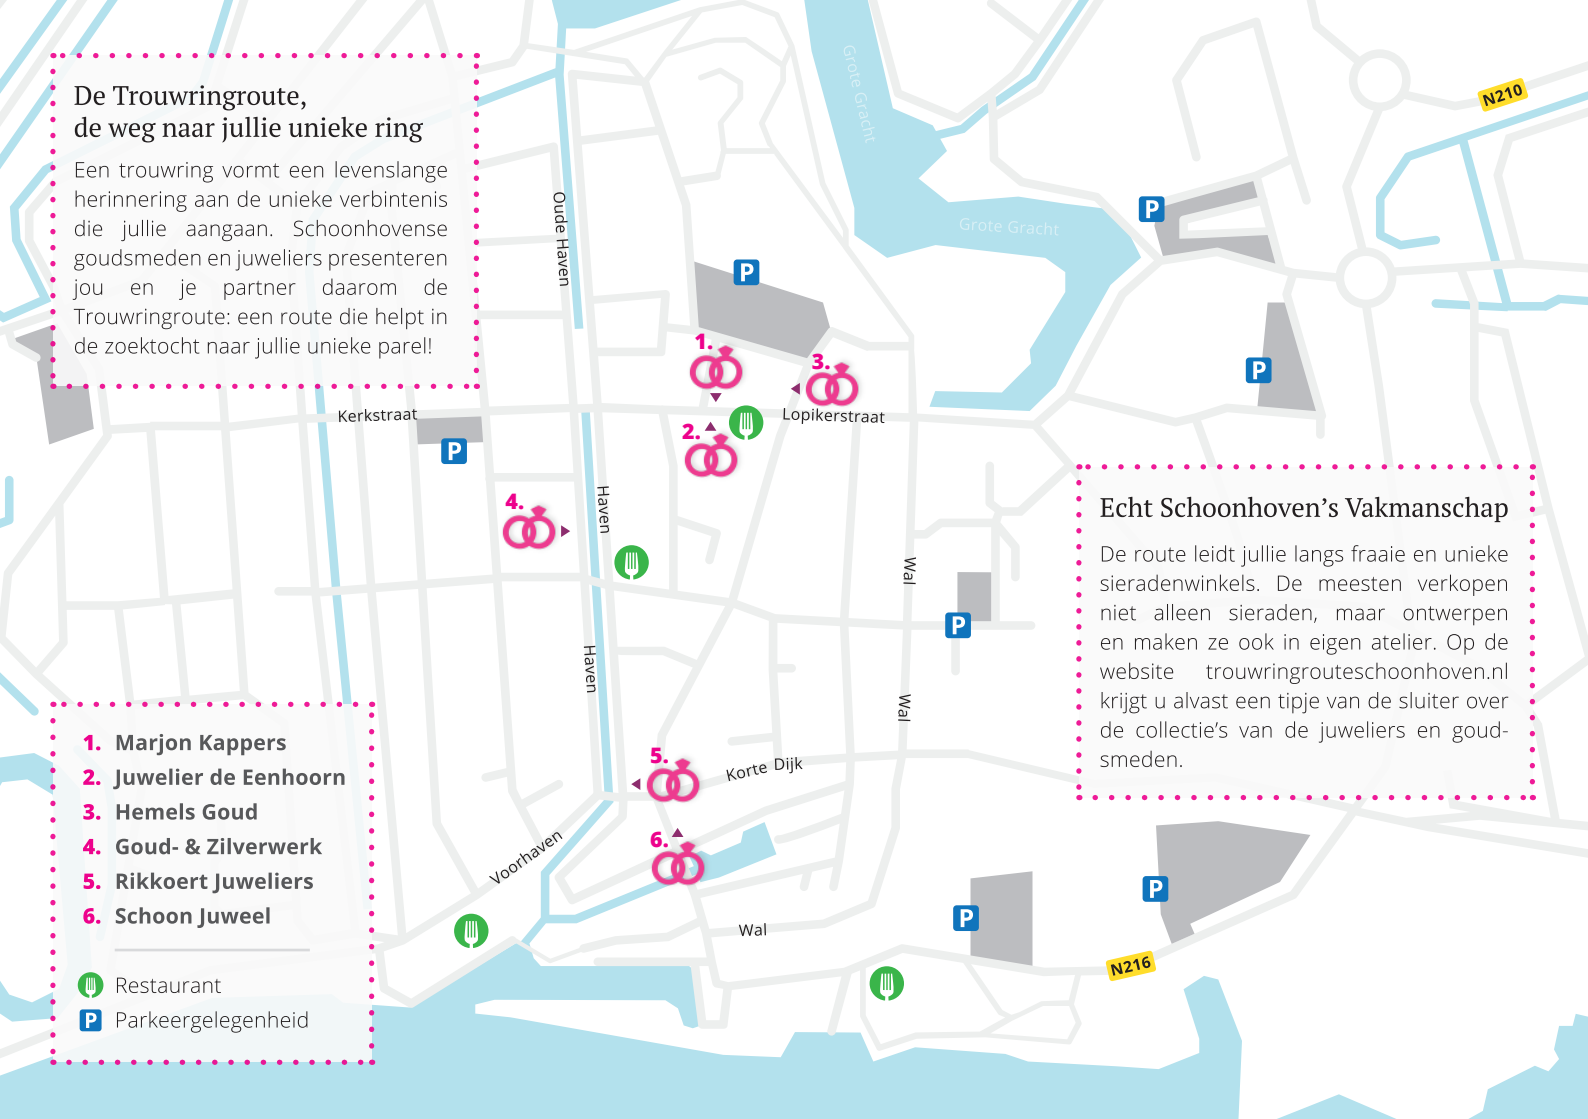 De Trouwringroute,
de weg naar jullie unieke ring
Een trouwring vormt een levenslange
herinnering aan de unieke verbintenis
die jullie aangaan. Schoonhovense
goudsmeden en juweliers presenteren
jou en je partner daarom de
Trouwringroute: een route die helpt in
de zoektocht naar jullie unieke parel!
Grote Gracht
Grote Gracht
N210
P
P
P
Oude Haven
1.
3.
2.
Kerkstraat
Lopikerstraat
P
4.
Haven
Wal
P
Haven
Wal
Echt Schoonhoven’s Vakmanschap
De route leidt jullie langs fraaie en unieke
sieradenwinkels. De meesten verkopen
niet alleen sieraden, maar ontwerpen
en maken ze ook in eigen atelier. Op de
website trouwringrouteschoonhoven.nl
krijgt u alvast een tipje van de sluiter over
de collectie’s van de juweliers en goud-
smeden.
5.
Korte Dijk
6.
Voorhaven
Wal
P
P
N216
1. Marjon Kappers
2. Juwelier de Eenhoorn
3. Hemels Goud
4. Goud- & Zilverwerk
5. Rikkoert Juweliers
6. Schoon Juweel
Restaurant
P Parkeergelegenheid